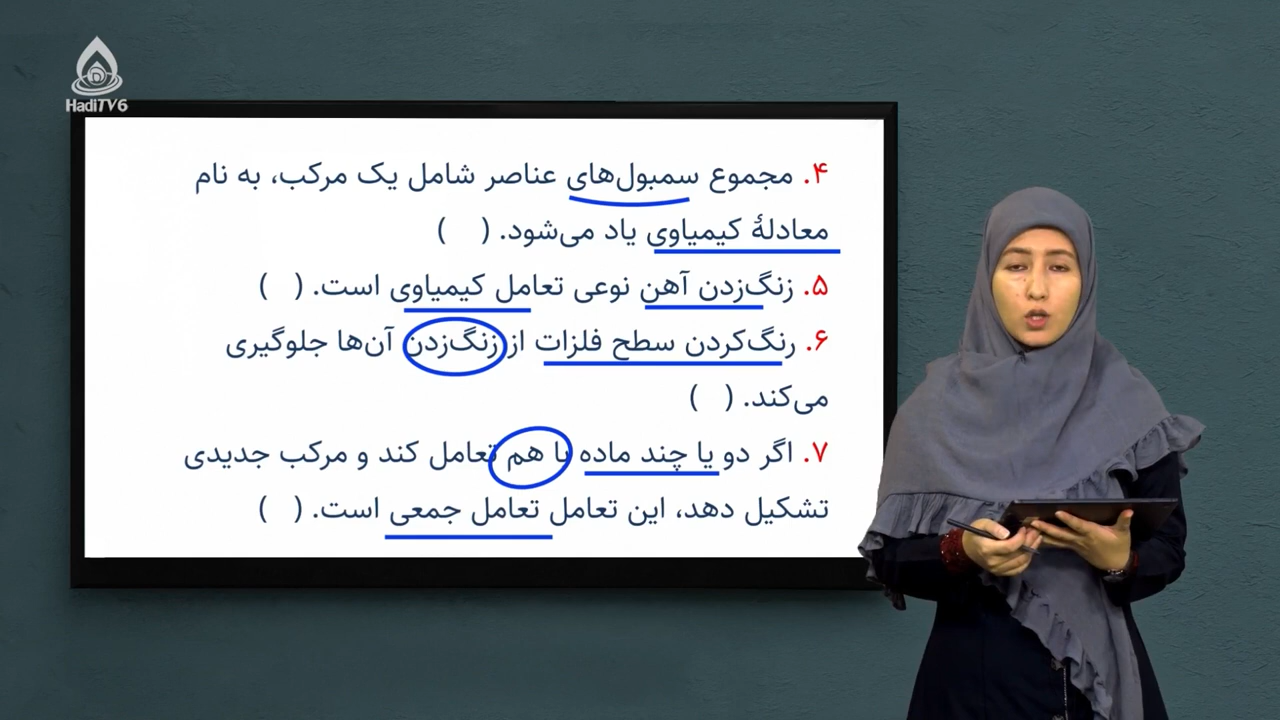 HadiTV6
۴. مجموع سمبول‌های عناصر شامل یک مرکب، به نام
معادلهٔ کیمیاوی یاد می‌شود. (   )
۵. زنگ‌زدن آهن نوعی تعامل کیمیاوی است. (   )
۶. رنگ‌کردن سطح فلزات از زنگ‌زدن آن‌ها جلوگیری
می‌کند. (   )
۷. اگر دو یا چند ماده با هم تعامل کند و مرکب جدیدی
تشکیل دهد، این تعامل تعامل جمعی است. (   )